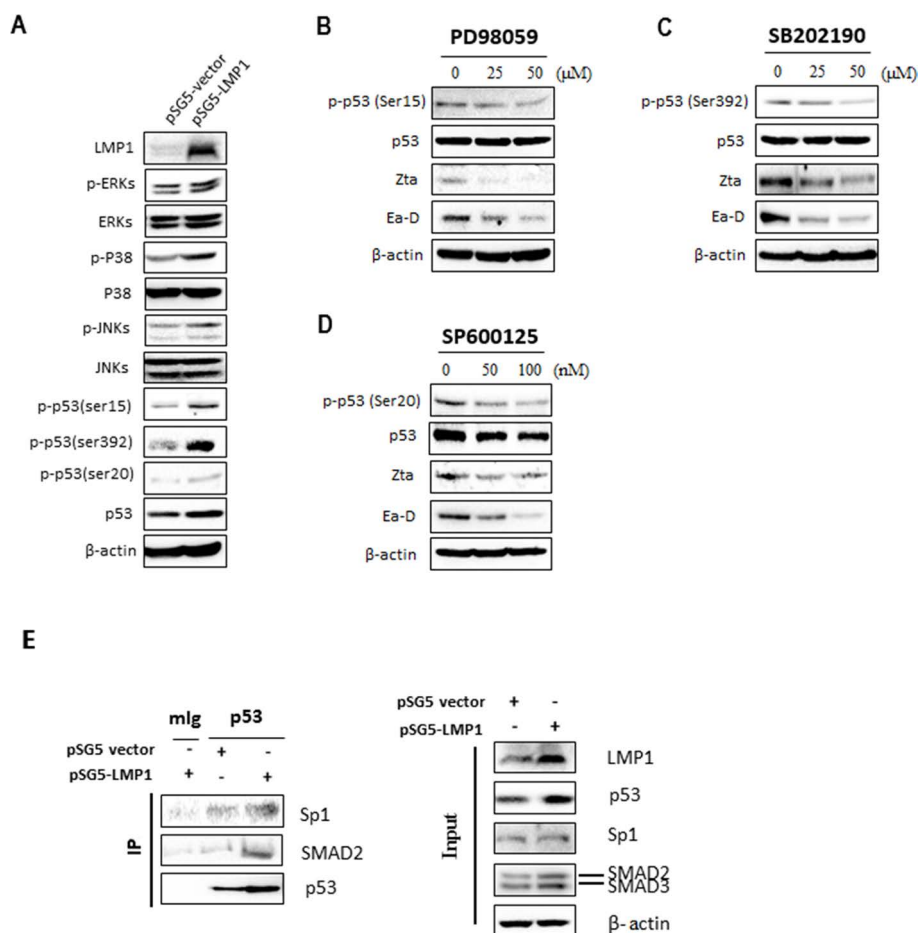 A
pSG5-vector
pSG5-LMP1
LMP1
p-ERKs
ERKs
p-P38
P38
p-JNKs
JNKs
p-p53(ser15)
p-p53(ser392)
p-p53(ser20)
p53
β-actin
B
PD98059
0 25 50 (μM)
p-p53 (Ser15)
p53
Zta
Ea-D
β-actin
C
SB202190
0 25 50 (μM)
p-p53 (Ser392)
p53
Zta
Ea-D
β-actin
D
SP600125
0 50 100 (nM)
p-p53 (Ser20)
p53
Zta
Ea-D
β-actin
E
mIg p53
pSG5 vector - + -
pSG5-LMP1 + - +
IP
Sp1
SMAD2
p53
pSG5 vector + -
pSG5-LMP1 - +
Input
LMP1
p53
Sp1
SMAD2
SMAD3
β- actin